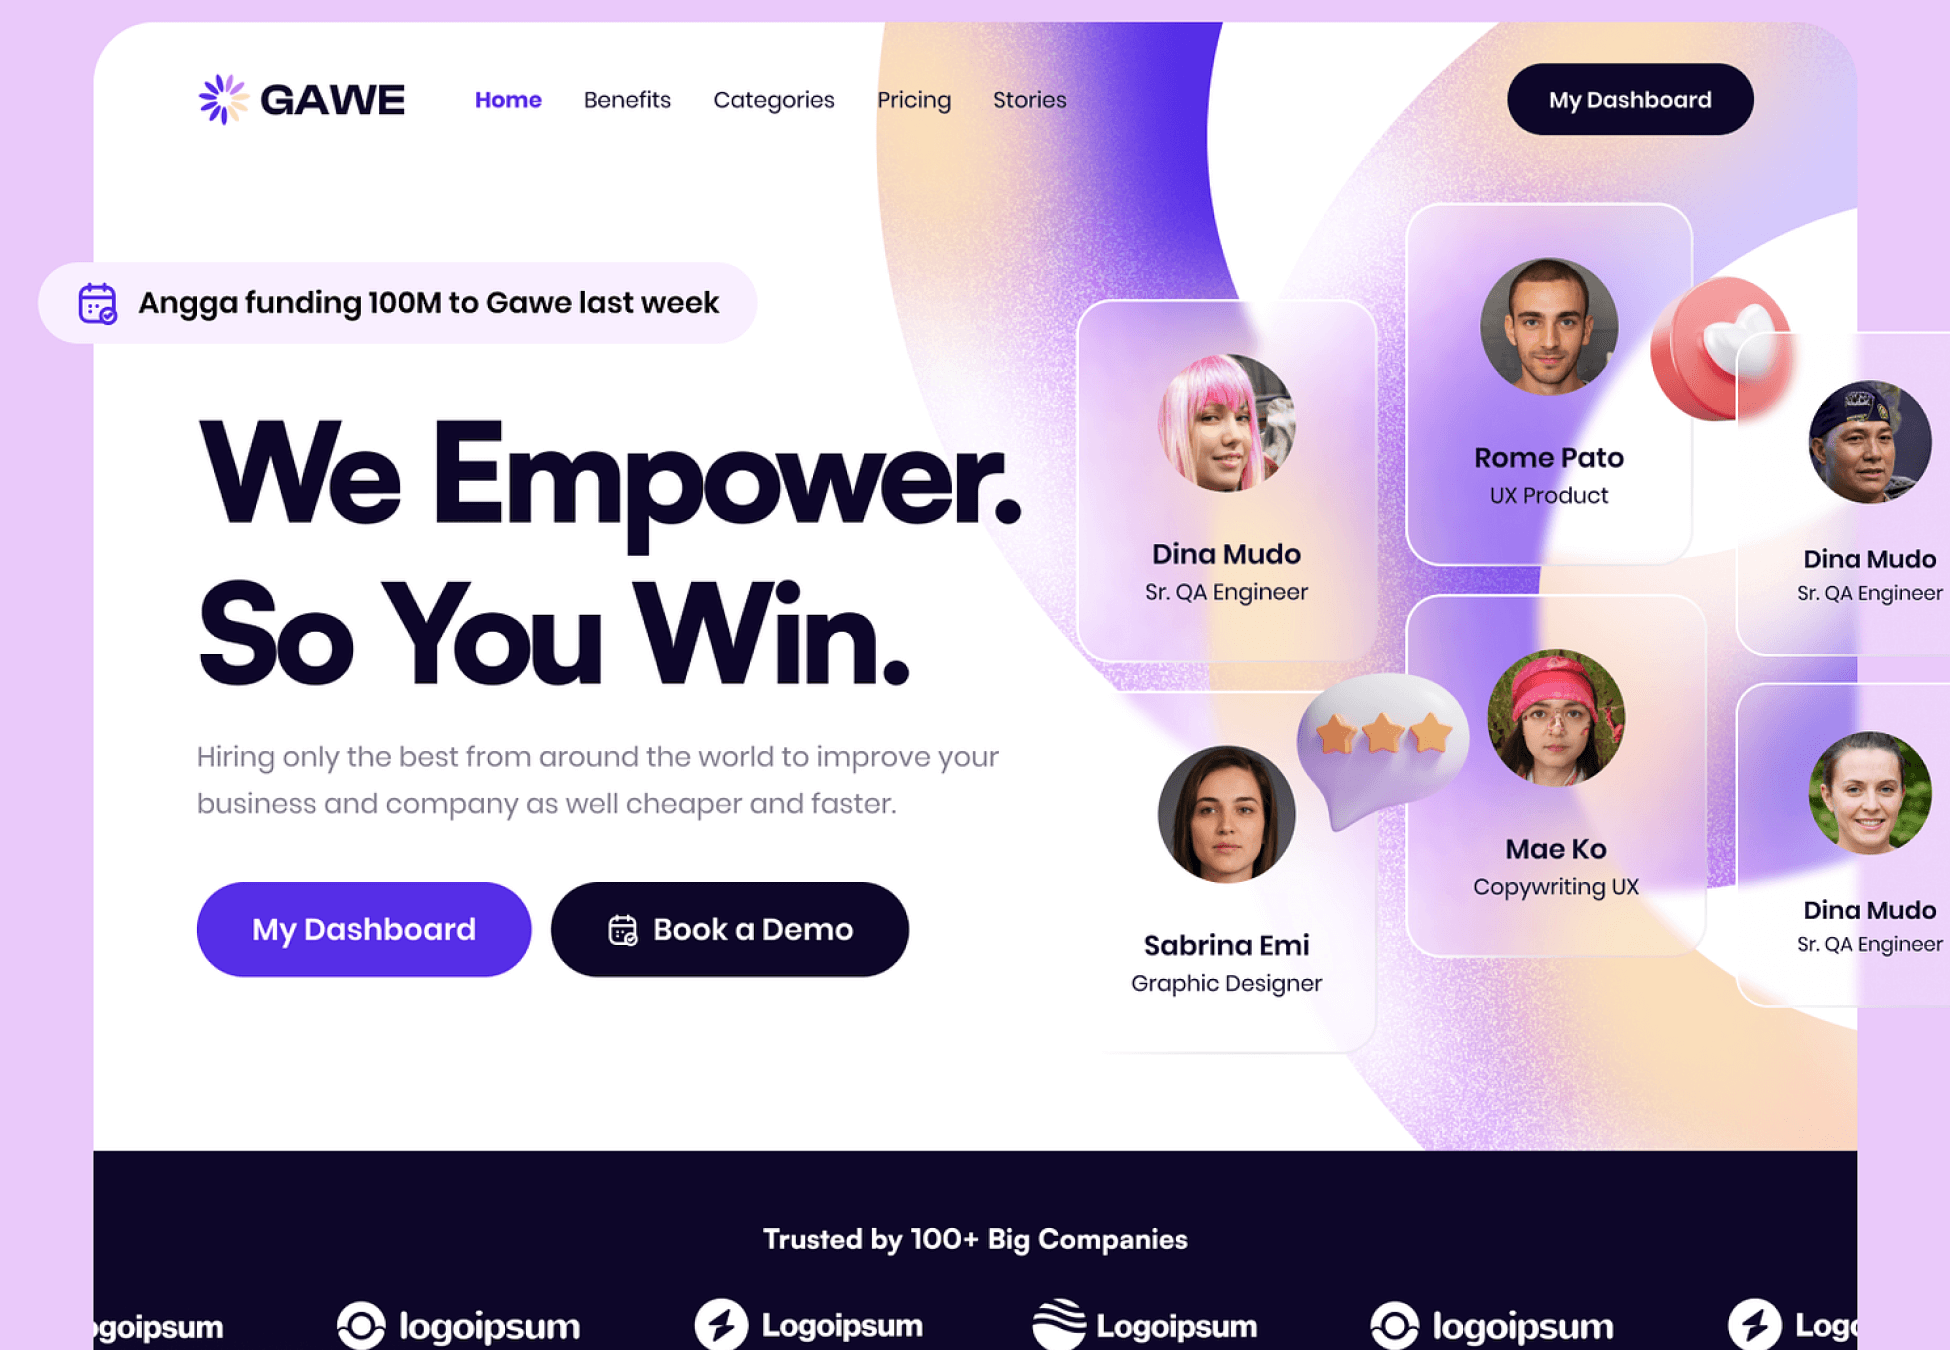 GAWE
Home
Benefits
Categories
Pricing
Stories
My Dashboard
Angga funding 100M to Gawe last week
We Empower.
So You Win.
Hiring only the best from around the world to improve your
business and company as well cheaper and faster.
My Dashboard
Book a Demo
Dina Mudo
Sr. QA Engineer
Rome Pato
UX Product
Dina Mudo
Sr. QA Engineer
Sabrina Emi
Graphic Designer
Mae Ko
Copywriting UX
Dina Mudo
Sr. QA Engineer
Trusted by 100+ Big Companies
goipsum
logoipsum
Logoipsum
Logoipsum
logoipsum
Logo